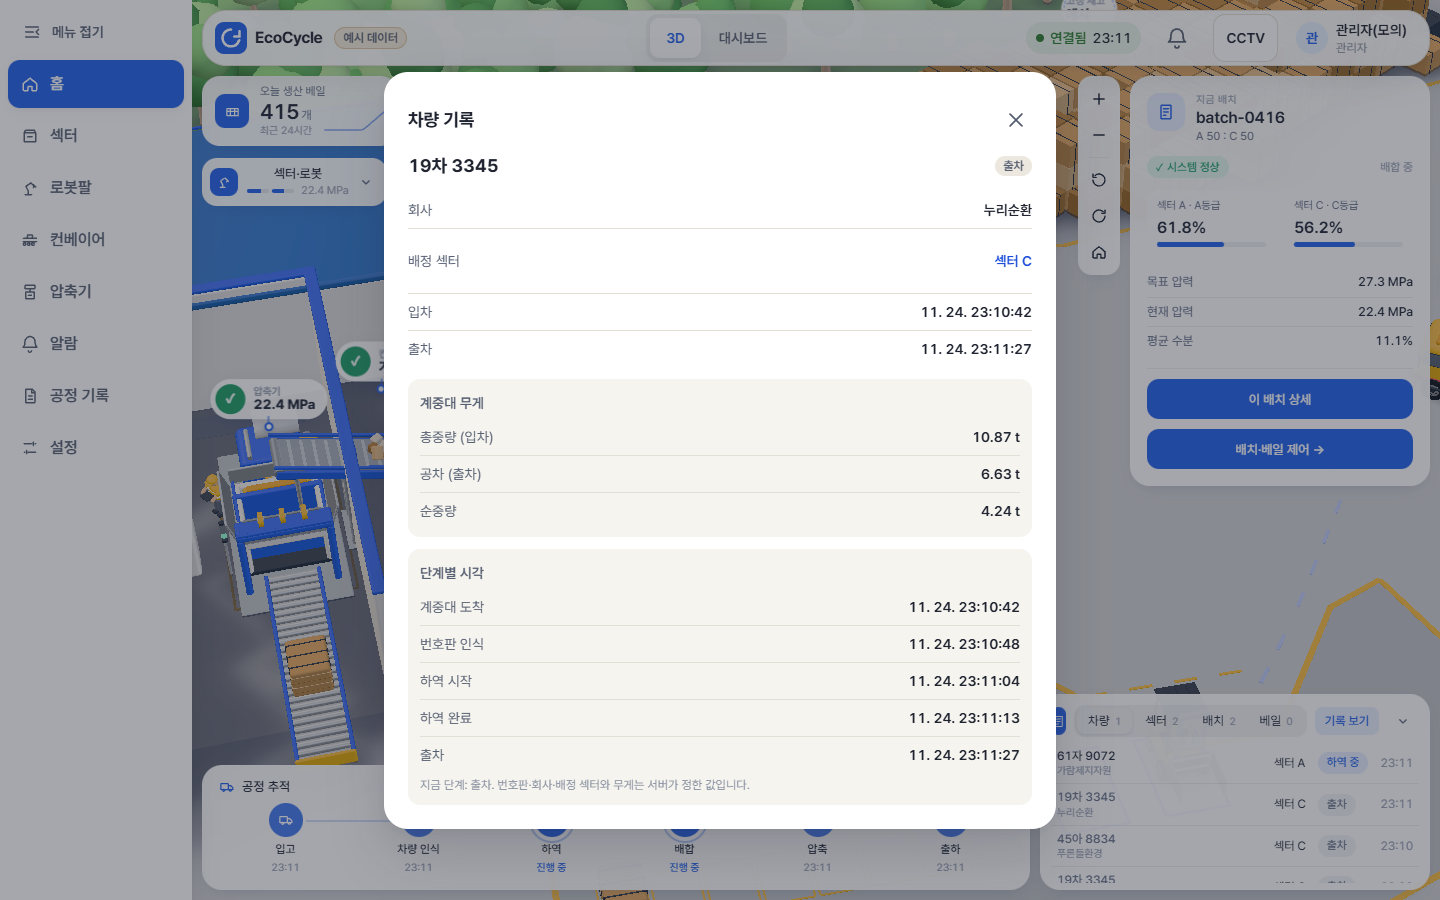 메뉴 접기
홈
섹터
로봇팔
컨베이어
압축기
알람
공정 기록
설정
EcoCycle
예시 데이터
3D
대시보드
연결됨 23:11
CCTV
관
관리자(모의)
관리자
오늘 생산 베일
415 개
최근 24시간
섹터·로봇
22.4 MPa
압축기
22.4 MPa
차량 기록
19차 3345
출차
회사
누리순환
배정 섹터
섹터 C
입차
11. 24. 23:10:42
출차
11. 24. 23:11:27
계중대 무게
총중량 (입차)
10.87 t
공차 (출차)
6.63 t
순중량
4.24 t
단계별 시각
계중대 도착
11. 24. 23:10:42
번호판 인식
11. 24. 23:10:48
하역 시작
11. 24. 23:11:04
하역 완료
11. 24. 23:11:13
출차
11. 24. 23:11:27
지금 단계: 출차. 번호판·회사·배정 섹터와 무게는 서버가 정한 값입니다.
지금 배치
batch-0416
A 50 : C 50
✓ 시스템 정상
배합 중
섹터 A · A등급
61.8%
섹터 C · C등급
56.2%
목표 압력
27.3 MPa
현재 압력
22.4 MPa
평균 수분
11.1%
이 배치 상세
배치·베일 제어 →
공정 추적
입고
23:11
차량 인식
23:11
하역
진행 중
배합
진행 중
압축
23:11
출하
23:11
차량 1
섹터 2
배치 2
베일 0
기록 보기
61자 9072
가람재지자원
섹터 A
하역 중
23:11
19차 3345
누리순환
섹터 C
출차
23:11
45아 8834
푸른들환경
섹터 C
출차
23:10
19차 3345